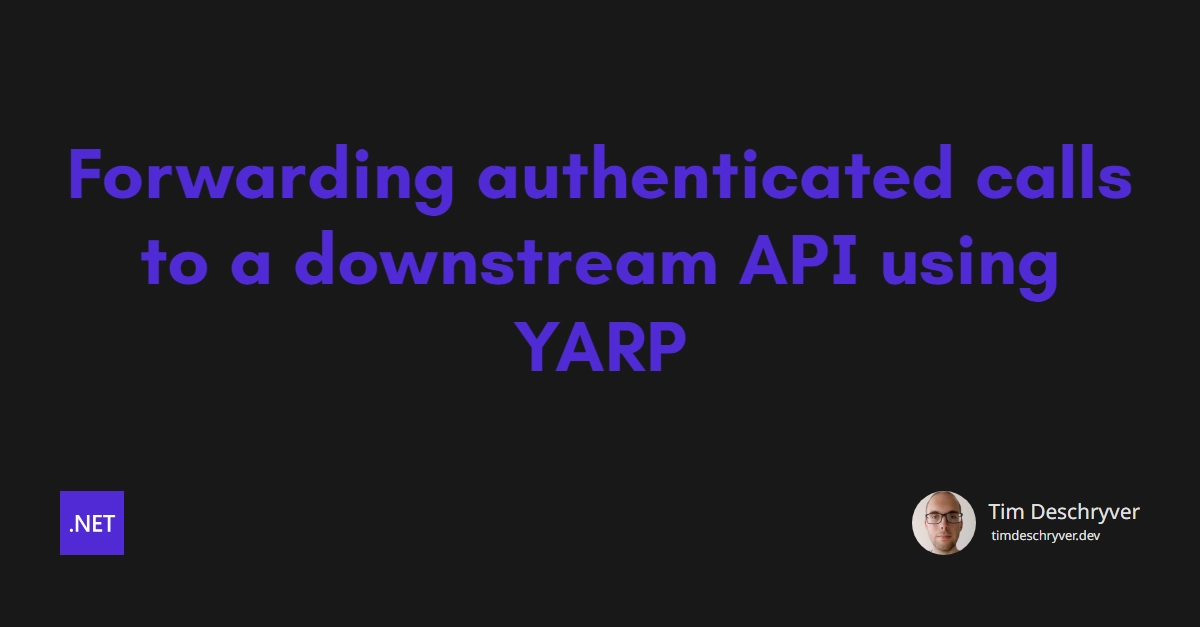 Forwarding authenticated calls
to a downstream API using
YARP
.NET
Tim Deschryver
timdeschryver.dev